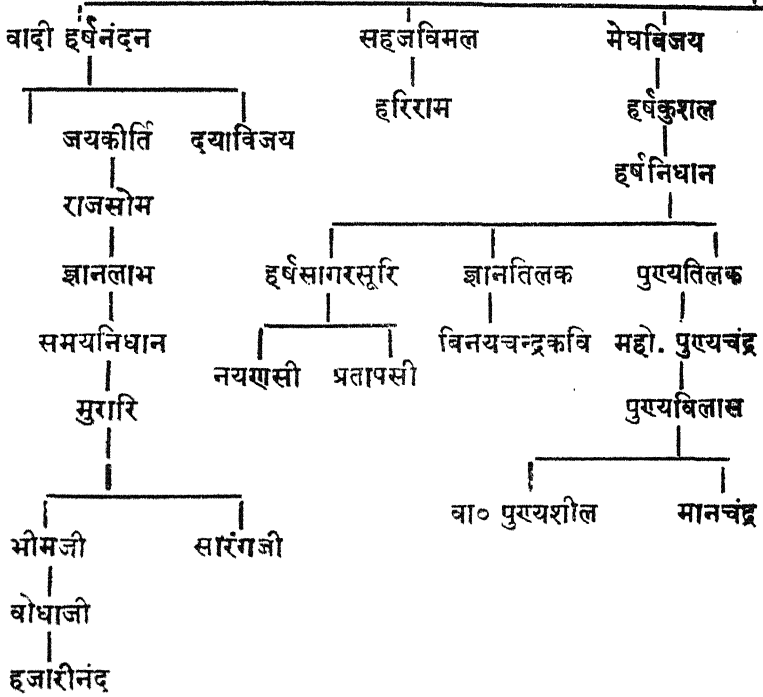 वादी हर्षनंदन सहजविमल मेघविजय
हरिराम हर्षकुशल
जयकीर्ति दयाविजय
हर्षनिधान
राजसोम
ज्ञानलाभ हर्षसागरसूरि ज्ञानतिलक पुण्यतिलक
समयनिधान विनयचन्द्रकवि महो. पुण्यचंद्र
नयणसी प्रतापसी
मुरारि पुण्यविलास
वा० पुण्यशील मानचंद्र
भीमजी सारंगजी
बोधाजी
हजारीनंद